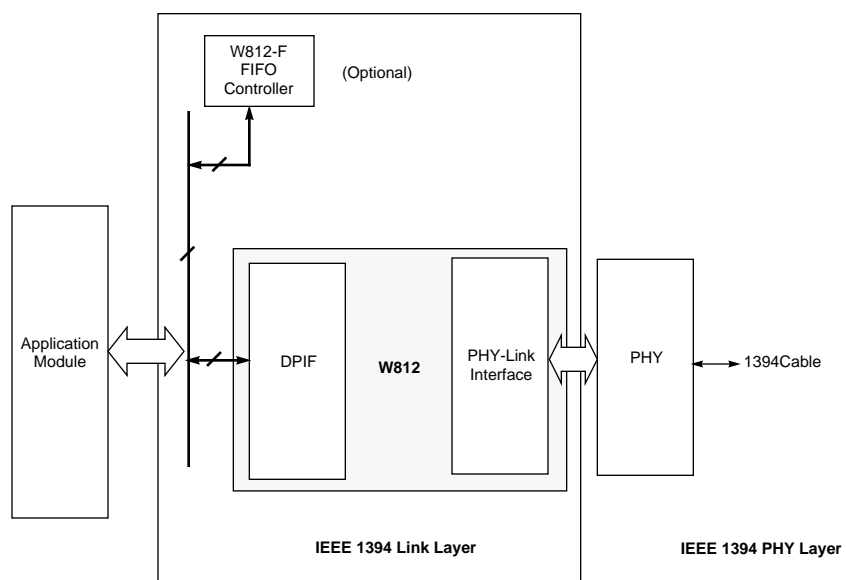 W812-F
FIFO
Controller
(Optional)
Application
Module
DPIF
W812
PHY-Link
Interface
PHY
1394Cable
IEEE 1394 Link Layer
IEEE 1394 PHY Layer